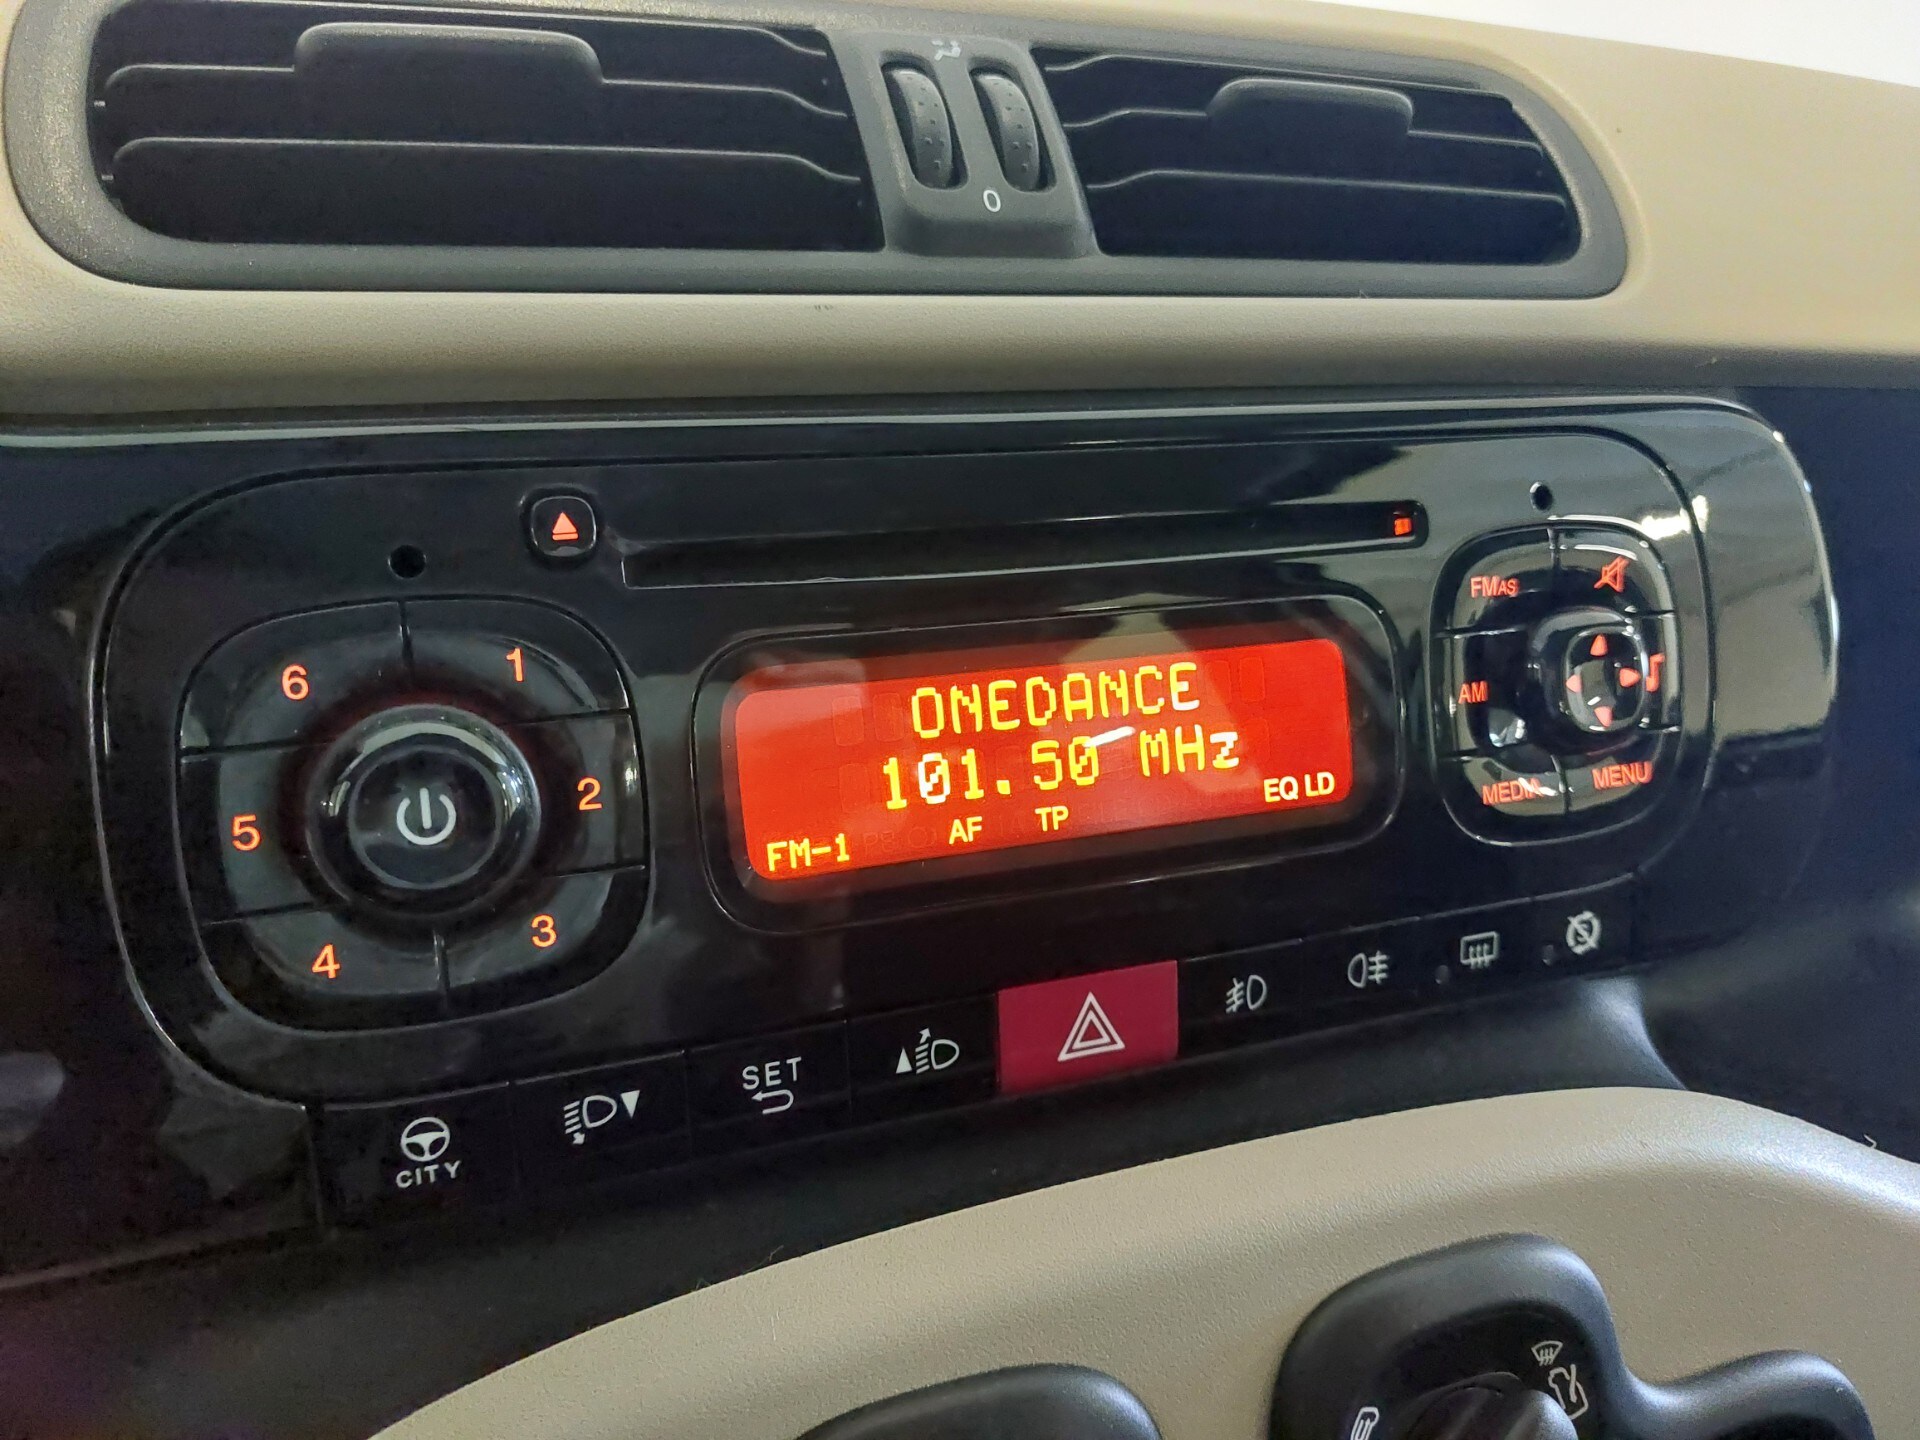 0
FMAS
6
1
ONEDANCE
AM
101.50 MHz
2
5
EQ LD
MEDIA
MENU
FM-1
AF
TP
3
4
SET
CITY